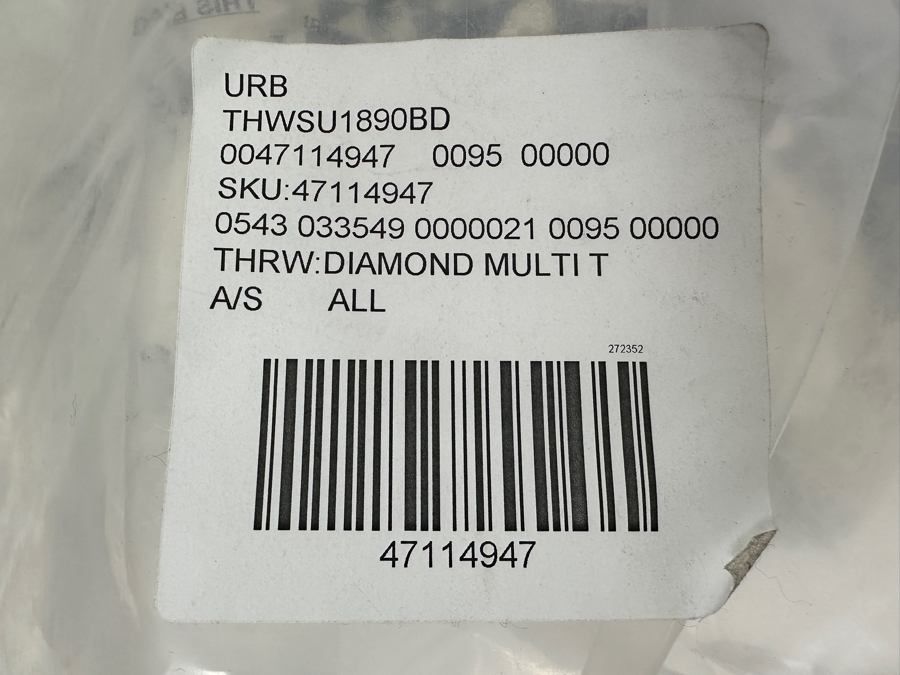 URB
THWSU1890BD
0047114947 0095 00000
SKU:47114947
0543 033549 0000021 0095 00000
THRW:DIAMOND MULTI T
A/S ALL
272352
47114947